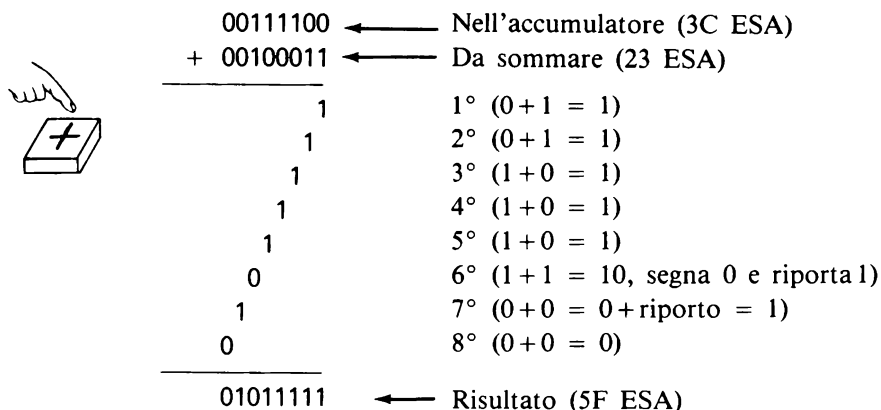 00111100 Nell'accumulatore (3C ESA)
+ 00100011 Da sommare (23 ESA)
1 1° (0+1 = 1)
1 2° (0+1 = 1)
1 3° (1+0 = 1)
1 4° (1+0 = 1)
1 5° (1+0 = 1)
0 6° (1+1 = 10, segna 0 e riporta 1)
1 7° (0+0 = 0+riporto = 1)
0 8° (0+0 = 0)
01011111 Risultato (5F ESA)
+